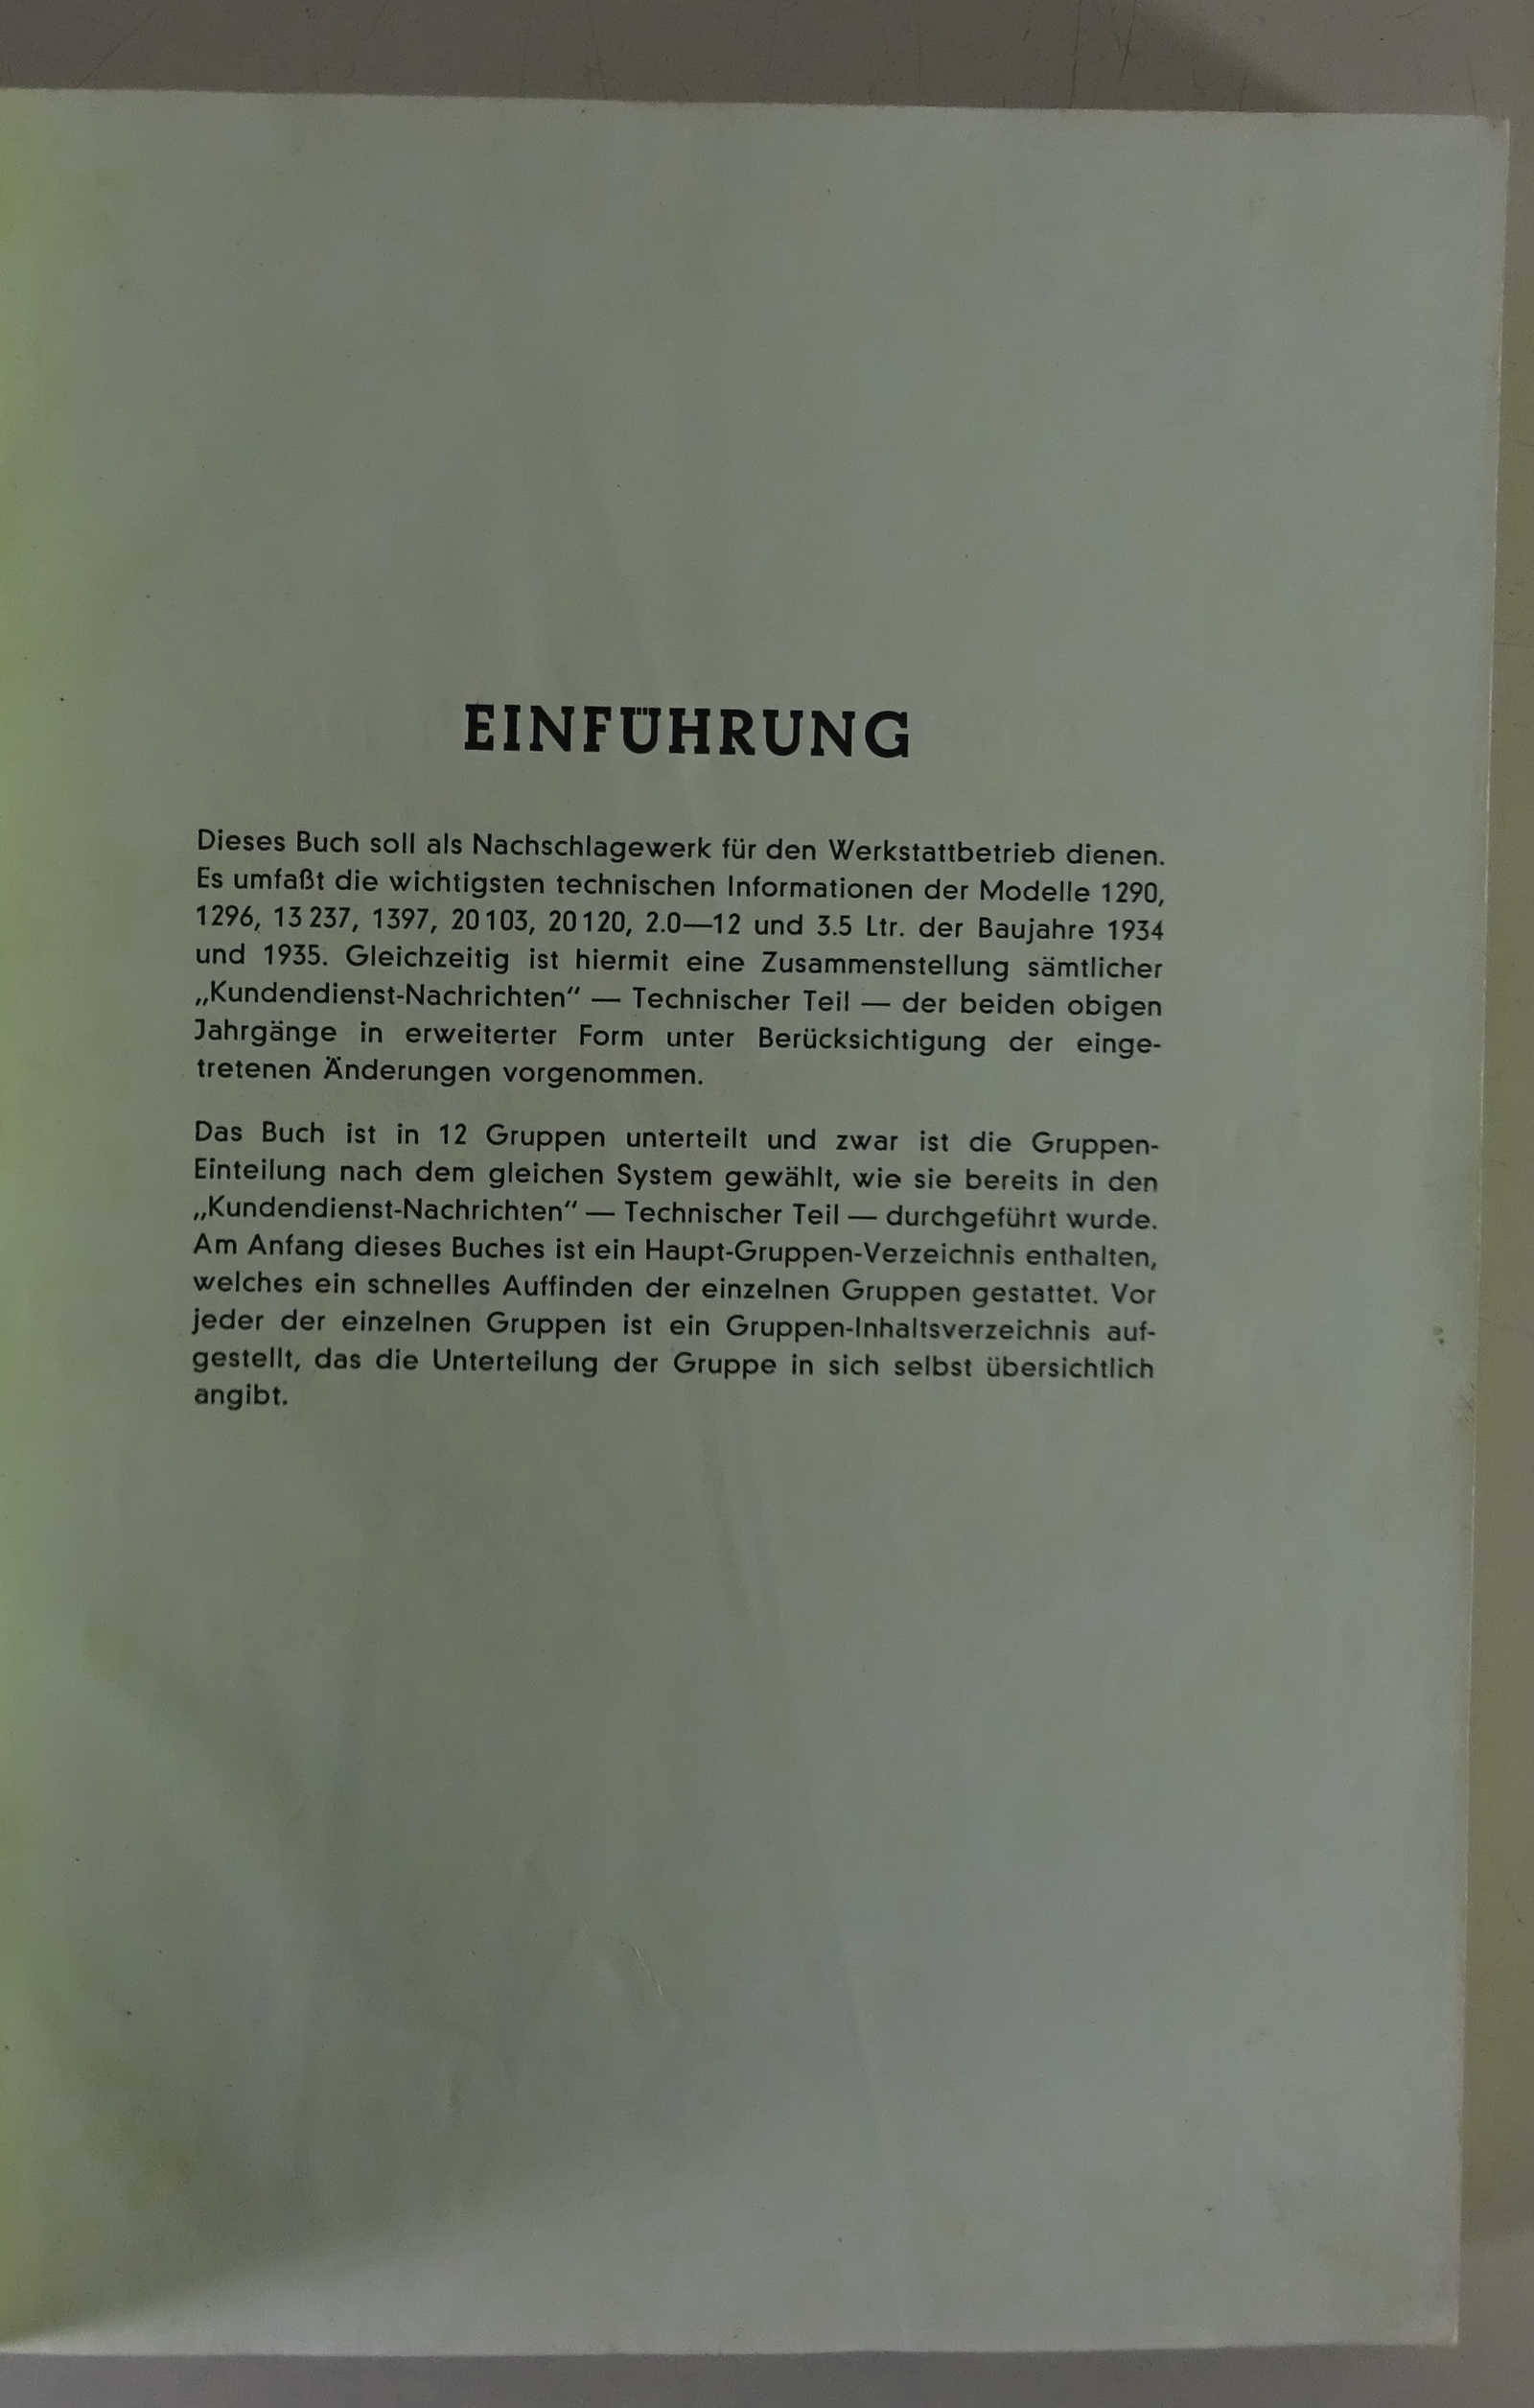 EINFÜHRUNG
Dieses Buch soll als Nachschlagewerk für den Werkstattbetrieb dienen.
Es umfaßt die wichtigsten technischen Informationen der Modelle 1290,
1296, 13 237, 1397, 20 103, 20 120, 2.0—12 und 3.5 Ltr. der Baujahre 1934
und 1935. Gleichzeitig ist hiermit eine Zusammenstellung sämtlicher
„Kundendienst-Nachrichten“ — Technischer Teil — der beiden obigen
Jahrgänge in erweiterter Form unter Berücksichtigung der einge-
tretenen Änderungen vorgenommen.
Das Buch ist in 12 Gruppen unterteilt und zwar ist die Gruppen-
Einteilung nach dem gleichen System gewählt, wie sie bereits in den
„Kundendienst-Nachrichten“ — Technischer Teil — durchgeführt wurde.
Am Anfang dieses Buches ist ein Haupt-Gruppen-Verzeichnis enthalten,
welches ein schnelles Auffinden der einzelnen Gruppen gestattet. Vor
jeder der einzelnen Gruppen ist ein Gruppen-Inhaltsverzeichnis auf-
gestellt, das die Unterteilung der Gruppe in sich selbst übersichtlich
angibt.